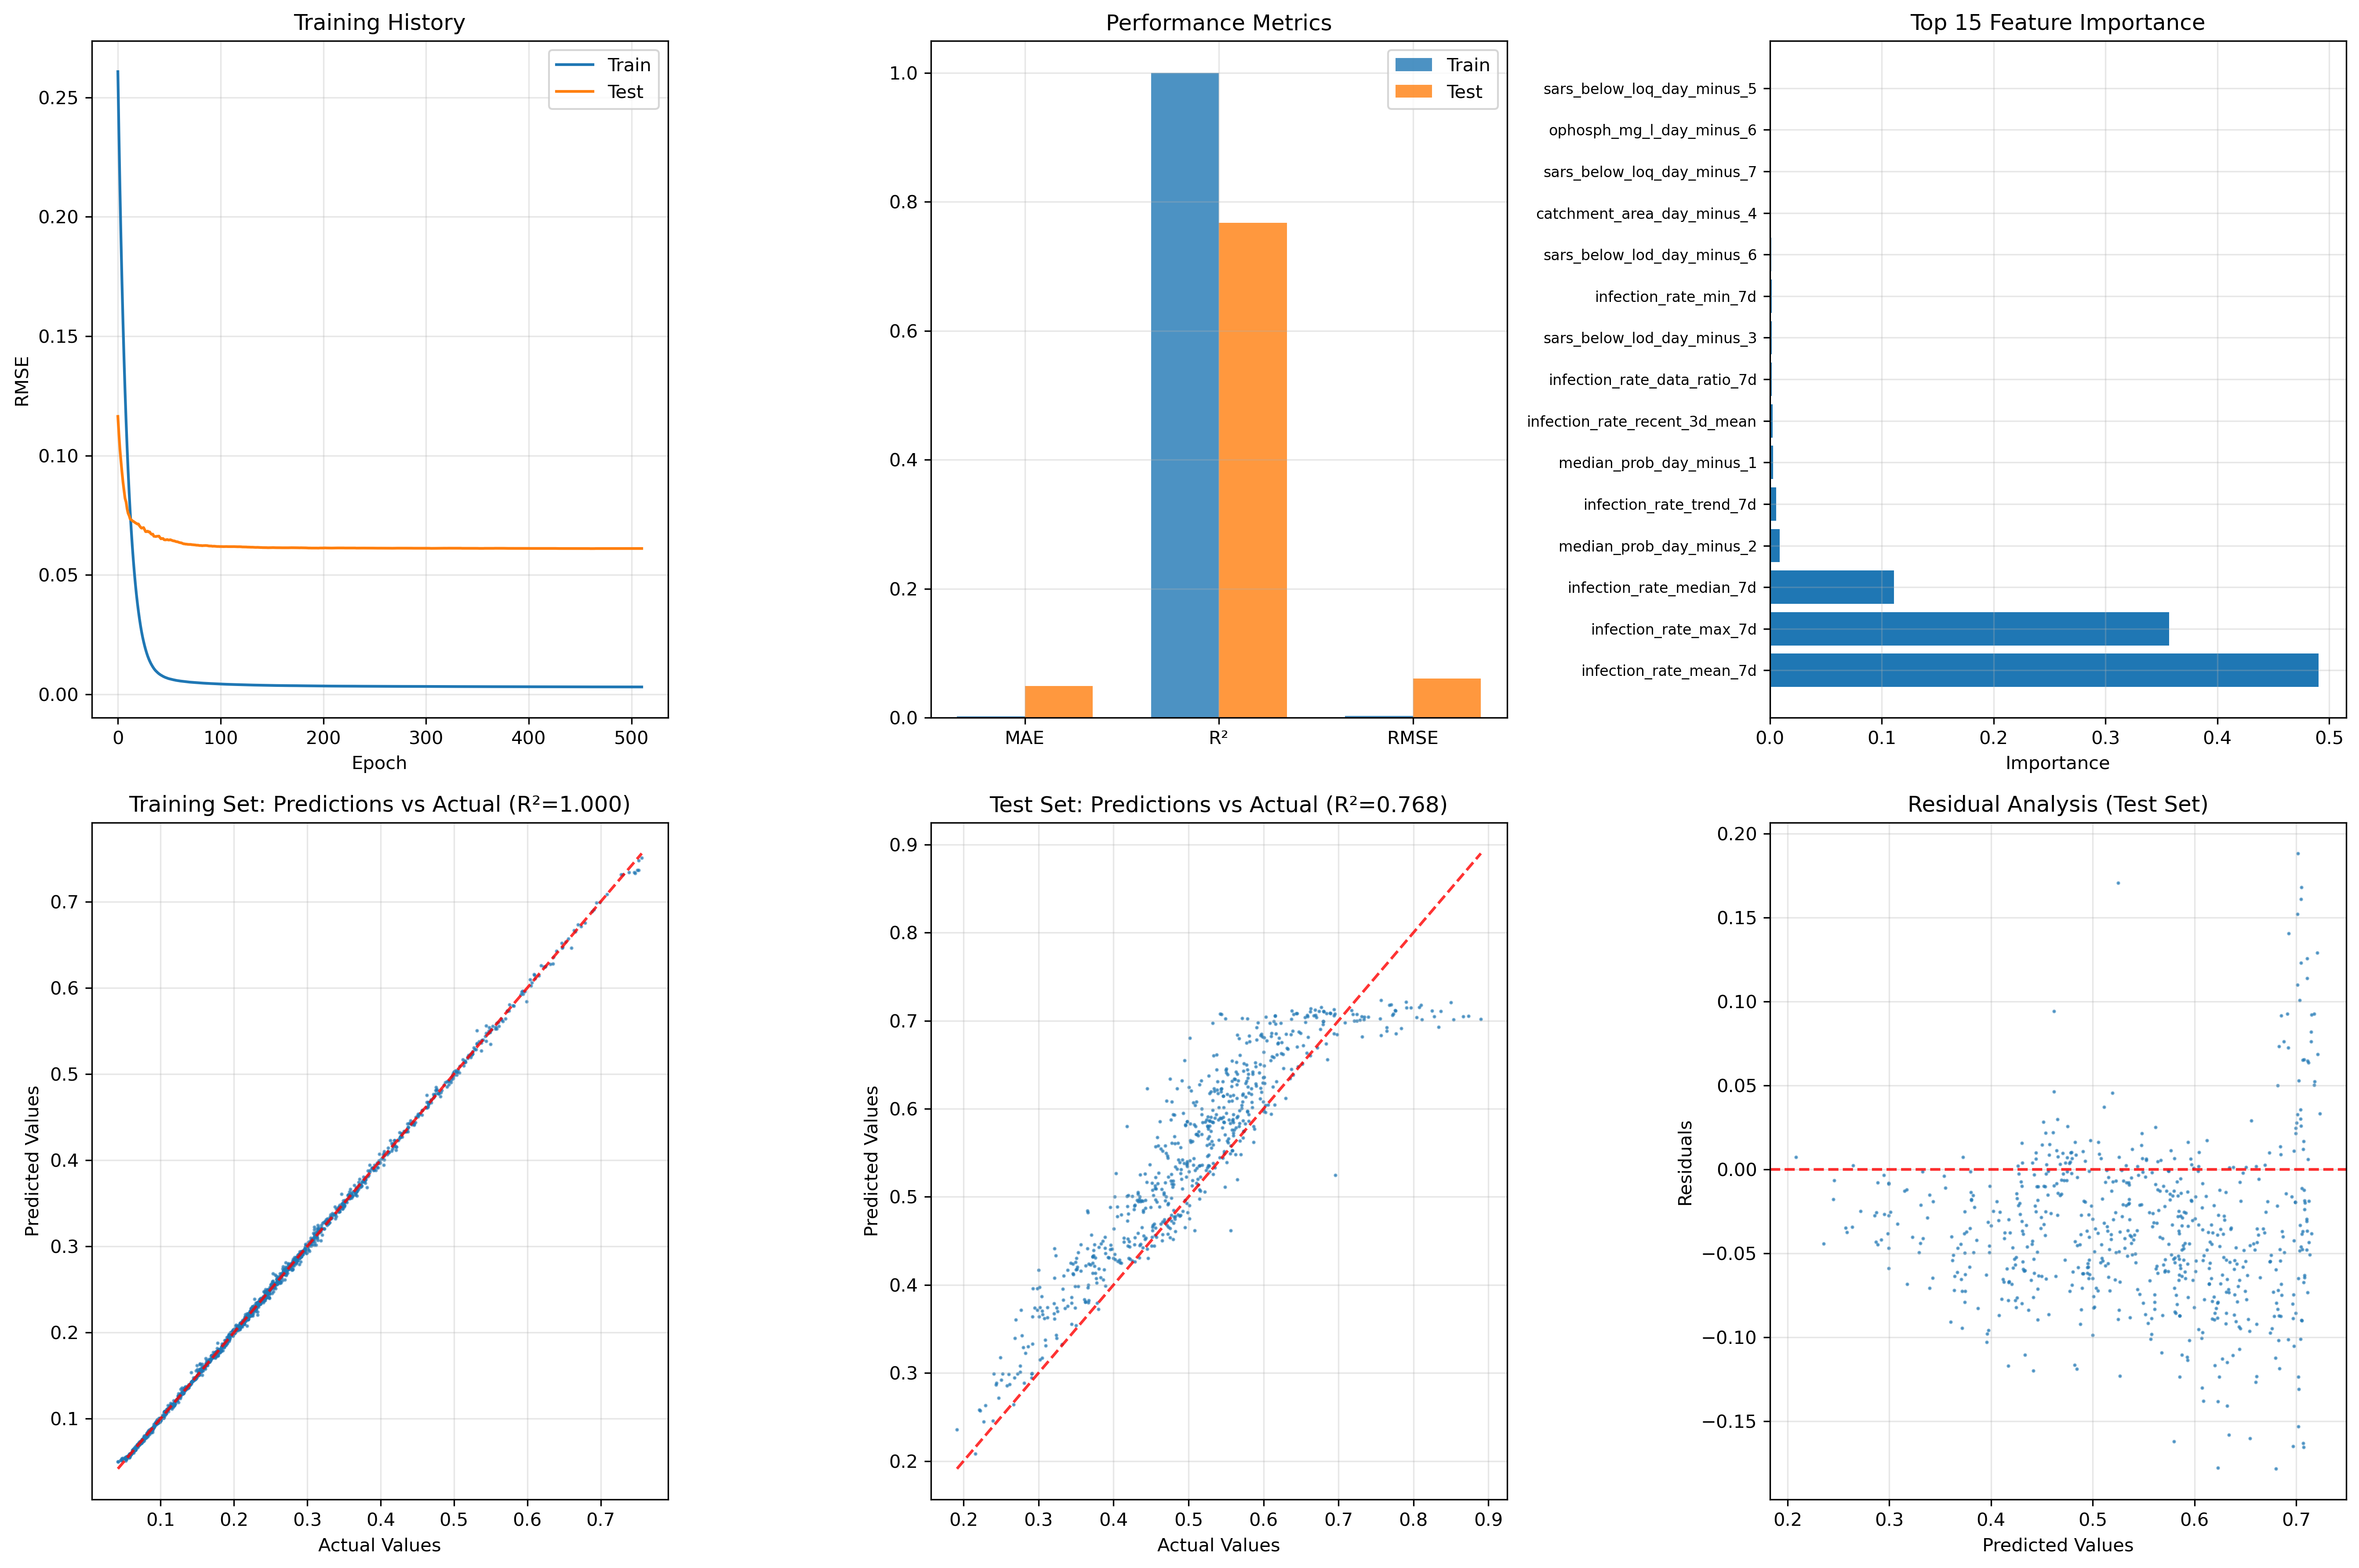 Training History
Train
Test
0.25
0.20
0.15
0.10
0.05
0.00
RMSE
0 100 200 300 400 500
Epoch
Performance Metrics
Train
Test
1.0
0.8
0.6
0.4
0.2
0.0
MAE R² RMSE
Top 15 Feature Importance
sars_below_loq_day_minus_5
ophosph_mg_l_day_minus_6
sars_below_loq_day_minus_7
catchment_area_day_minus_4
sars_below_lod_day_minus_6
infection_rate_min_7d
sars_below_lod_day_minus_3
infection_rate_data_ratio_7d
infection_rate_recent_3d_mean
median_prob_day_minus_1
infection_rate_trend_7d
median_prob_day_minus_2
infection_rate_median_7d
infection_rate_max_7d
infection_rate_mean_7d
0.0 0.1 0.2 0.3 0.4 0.5
Importance
Training Set: Predictions vs Actual (R²=1.000)
0.7
0.6
0.5
0.4
0.3
0.2
0.1
Predicted Values
0.1 0.2 0.3 0.4 0.5 0.6 0.7
Actual Values
Test Set: Predictions vs Actual (R²=0.768)
0.9
0.8
0.7
0.6
0.5
0.4
0.3
0.2
Predicted Values
0.2 0.3 0.4 0.5 0.6 0.7 0.8 0.9
Actual Values
Residual Analysis (Test Set)
0.20
0.15
0.10
0.05
0.00
−0.05
−0.10
−0.15
Residuals
0.2 0.3 0.4 0.5 0.6 0.7
Predicted Values